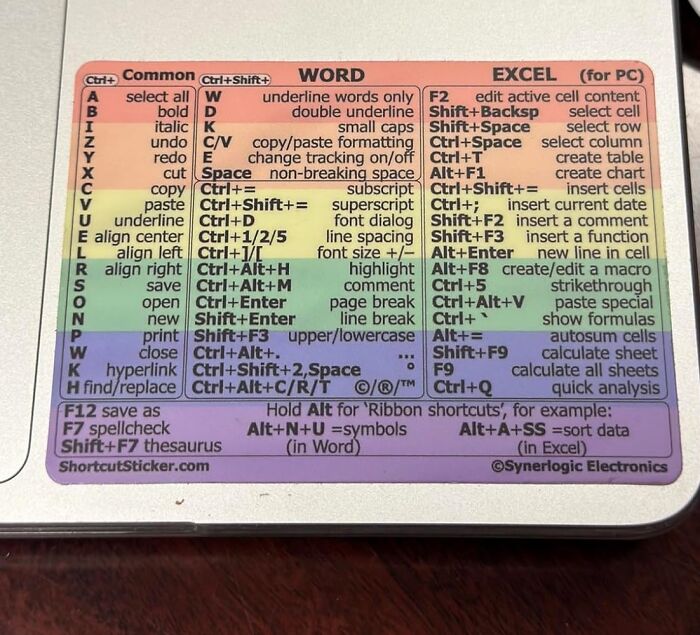 Ctrl+ Common
A select all
B bold
I italic
Z undo
Y redo
X cut
C copy
V paste
U underline
E align center
L align left
R align right
S save
O open
N new
P print
W close
K hyperlink
H find/replace
Ctrl+Shift+ WORD
W underline words only
D double underline
K small caps
C/V copy/paste formatting
E change tracking on/off
Space non-breaking space
Ctrl+= subscript
Ctrl+Shift+= superscript
Ctrl+D font dialog
Ctrl+1/2/5 line spacing
Ctrl+]/[ font size +/–
Ctrl+Alt+H highlight
Ctrl+Alt+M comment
Ctrl+Enter page break
Shift+Enter line break
Shift+F3 upper/lowercase
Ctrl+Alt+. ...
Ctrl+Shift+2,Space °
Ctrl+Alt+C/R/T ©/®/™
EXCEL (for PC)
F2 edit active cell content
Shift+Backsp select cell
Shift+Space select row
Ctrl+Space select column
Ctrl+T create table
Alt+F1 create chart
Ctrl+Shift+= insert cells
Ctrl+; insert current date
Shift+F2 insert a comment
Shift+F3 insert a function
Alt+Enter new line in cell
Alt+F8 create/edit a macro
Ctrl+5 strikethrough
Ctrl+Alt+V paste special
Ctrl+` show formulas
Alt+= autosum cells
Shift+F9 calculate sheet
F9 calculate all sheets
Ctrl+Q quick analysis
F12 save as
F7 spellcheck
Shift+F7 thesaurus
Hold Alt for 'Ribbon shortcuts', for example:
Alt+N+U =symbols
(in Word)
Alt+A+SS =sort data
(in Excel)
ShortcutSticker.com
©Synerlogic Electronics